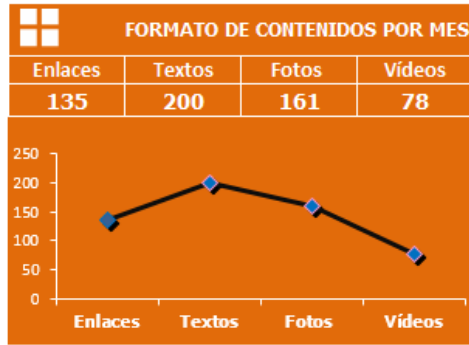 FORMATO DE CONTENIDOS POR MES
Enlaces Textos Fotos Vídeos
135 200 161 78
250
200
150
100
50
0
Enlaces Textos Fotos Vídeos